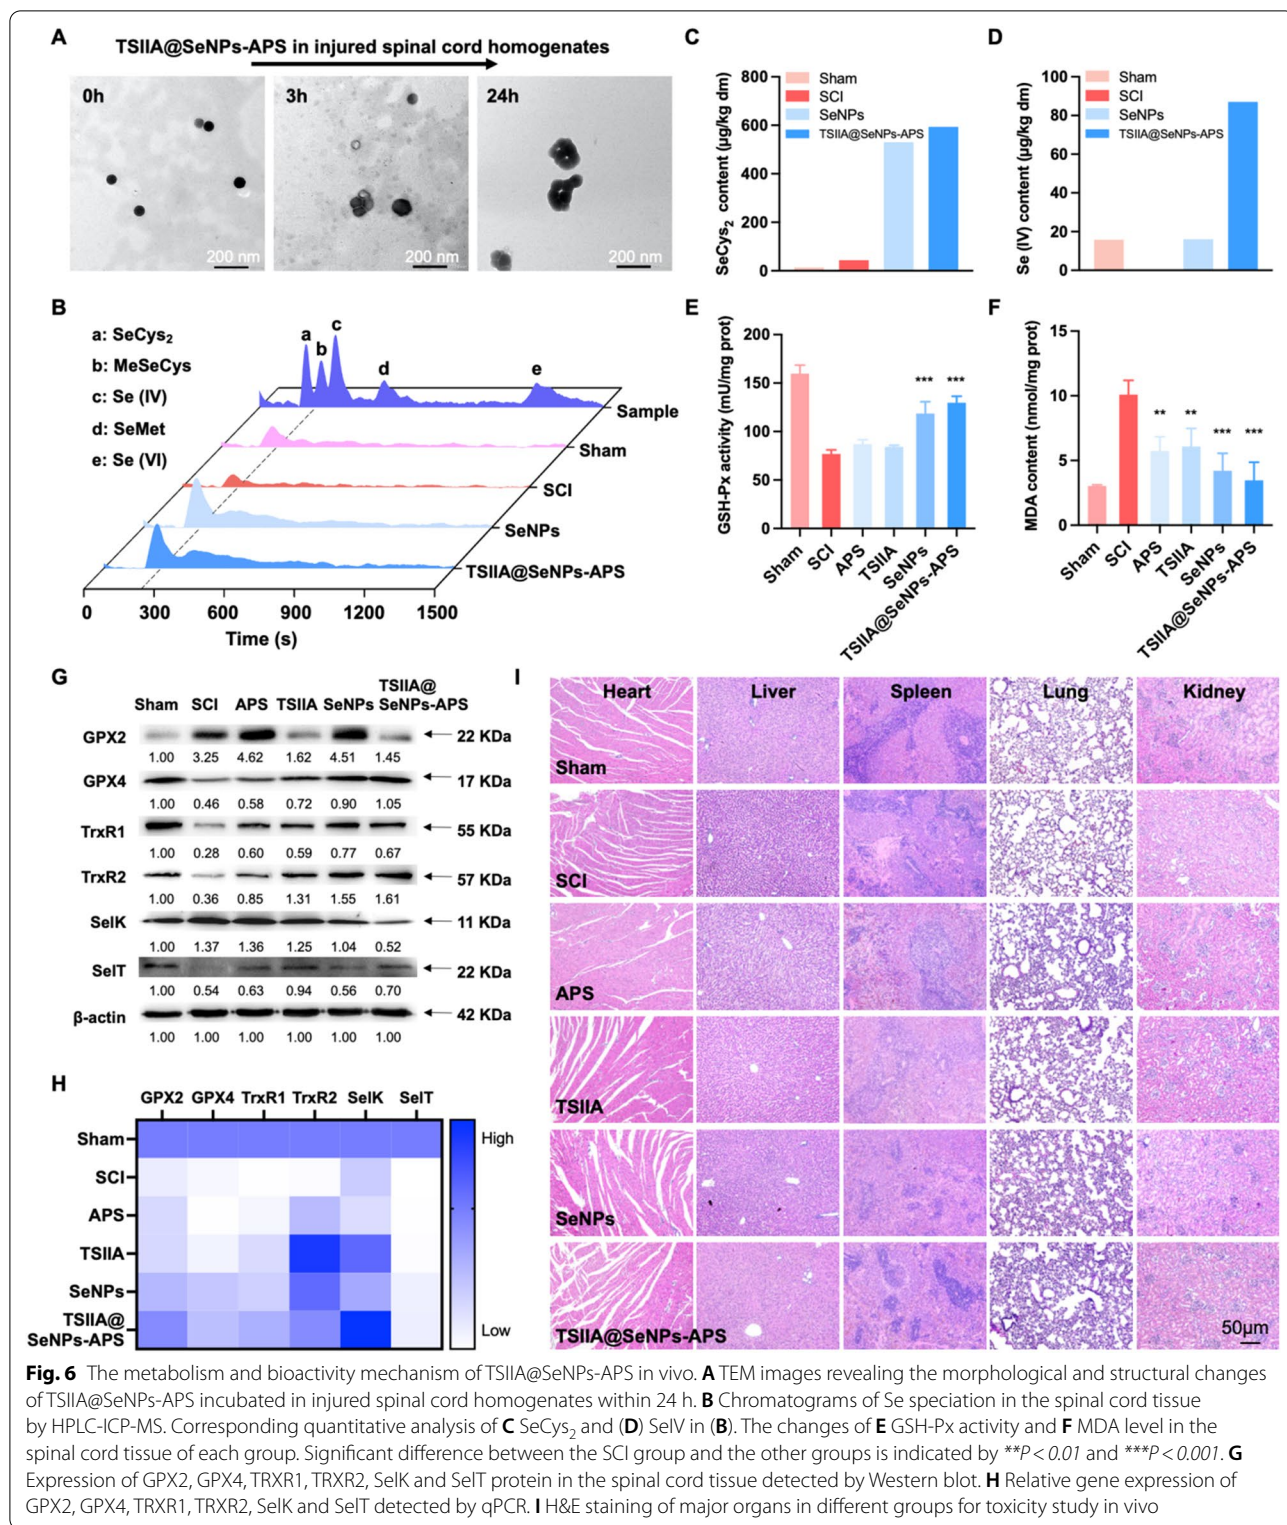 A
TSIIA@SeNPs-APS in injured spinal cord homogenates
0h
3h
24h
200 nm
200 nm
200 nm
C
SeCys2 content (µg/kg dm)
800
600
400
200
0
Sham
SCI
SeNPs
TSIIA@SeNPs-APS
D
Se (IV) content (µg/kg dm)
100
80
60
40
20
0
Sham
SCI
SeNPs
TSIIA@SeNPs-APS
B
a: SeCys2
b: MeSeCys
c: Se (IV)
d: SeMet
e: Se (VI)
a
b
c
d
e
Sample
Sham
SCI
SeNPs
TSIIA@SeNPs-APS
0 300 600 900 1200 1500
Time (s)
E
GSH-Px activity (mU/mg prot)
200
150
100
50
0
*** ***
Sham
SCI
APS
TSIIA
SeNPs
TSIIA@SeNPs-APS
F
MDA content (nmol/mg prot)
15
10
5
0
** ** *** ***
Sham
SCI
APS
TSIIA
SeNPs
TSIIA@SeNPs-APS
G
Sham SCI APS TSIIA SeNPs TSIIA@
SeNPs-APS
GPX2 22 KDa
1.00 3.25 4.62 1.62 4.51 1.45
GPX4 17 KDa
1.00 0.46 0.58 0.72 0.90 1.05
TrxR1 55 KDa
1.00 0.28 0.60 0.59 0.77 0.67
TrxR2 57 KDa
1.00 0.36 0.85 1.31 1.55 1.61
SelK 11 KDa
1.00 1.37 1.36 1.25 1.04 0.52
SelT 22 KDa
1.00 0.54 0.63 0.94 0.56 0.70
β-actin 42 KDa
1.00 1.00 1.00 1.00 1.00 1.00
H
GPX2 GPX4 TrxR1 TrxR2 SelK SelT
Sham
SCI
APS
TSIIA
SeNPs
TSIIA@
SeNPs-APS
High
Low
I
Heart Liver Spleen Lung Kidney
Sham
SCI
APS
TSIIA
SeNPs
TSIIA@SeNPs-APS
50µm
Fig. 6 The metabolism and bioactivity mechanism of TSIIA@SeNPs-APS in vivo. A TEM images revealing the morphological and structural changes
of TSIIA@SeNPs-APS incubated in injured spinal cord homogenates within 24 h. B Chromatograms of Se speciation in the spinal cord tissue
by HPLC-ICP-MS. Corresponding quantitative analysis of C SeCys2 and (D) SeIV in (B). The changes of E GSH-Px activity and F MDA level in the
spinal cord tissue of each group. Significant difference between the SCI group and the other groups is indicated by **P < 0.01 and ***P < 0.001. G
Expression of GPX2, GPX4, TRXR1, TRXR2, SelK and SelT protein in the spinal cord tissue detected by Western blot. H Relative gene expression of
GPX2, GPX4, TRXR1, TRXR2, SelK and SelT detected by qPCR. I H&E staining of major organs in different groups for toxicity study in vivo